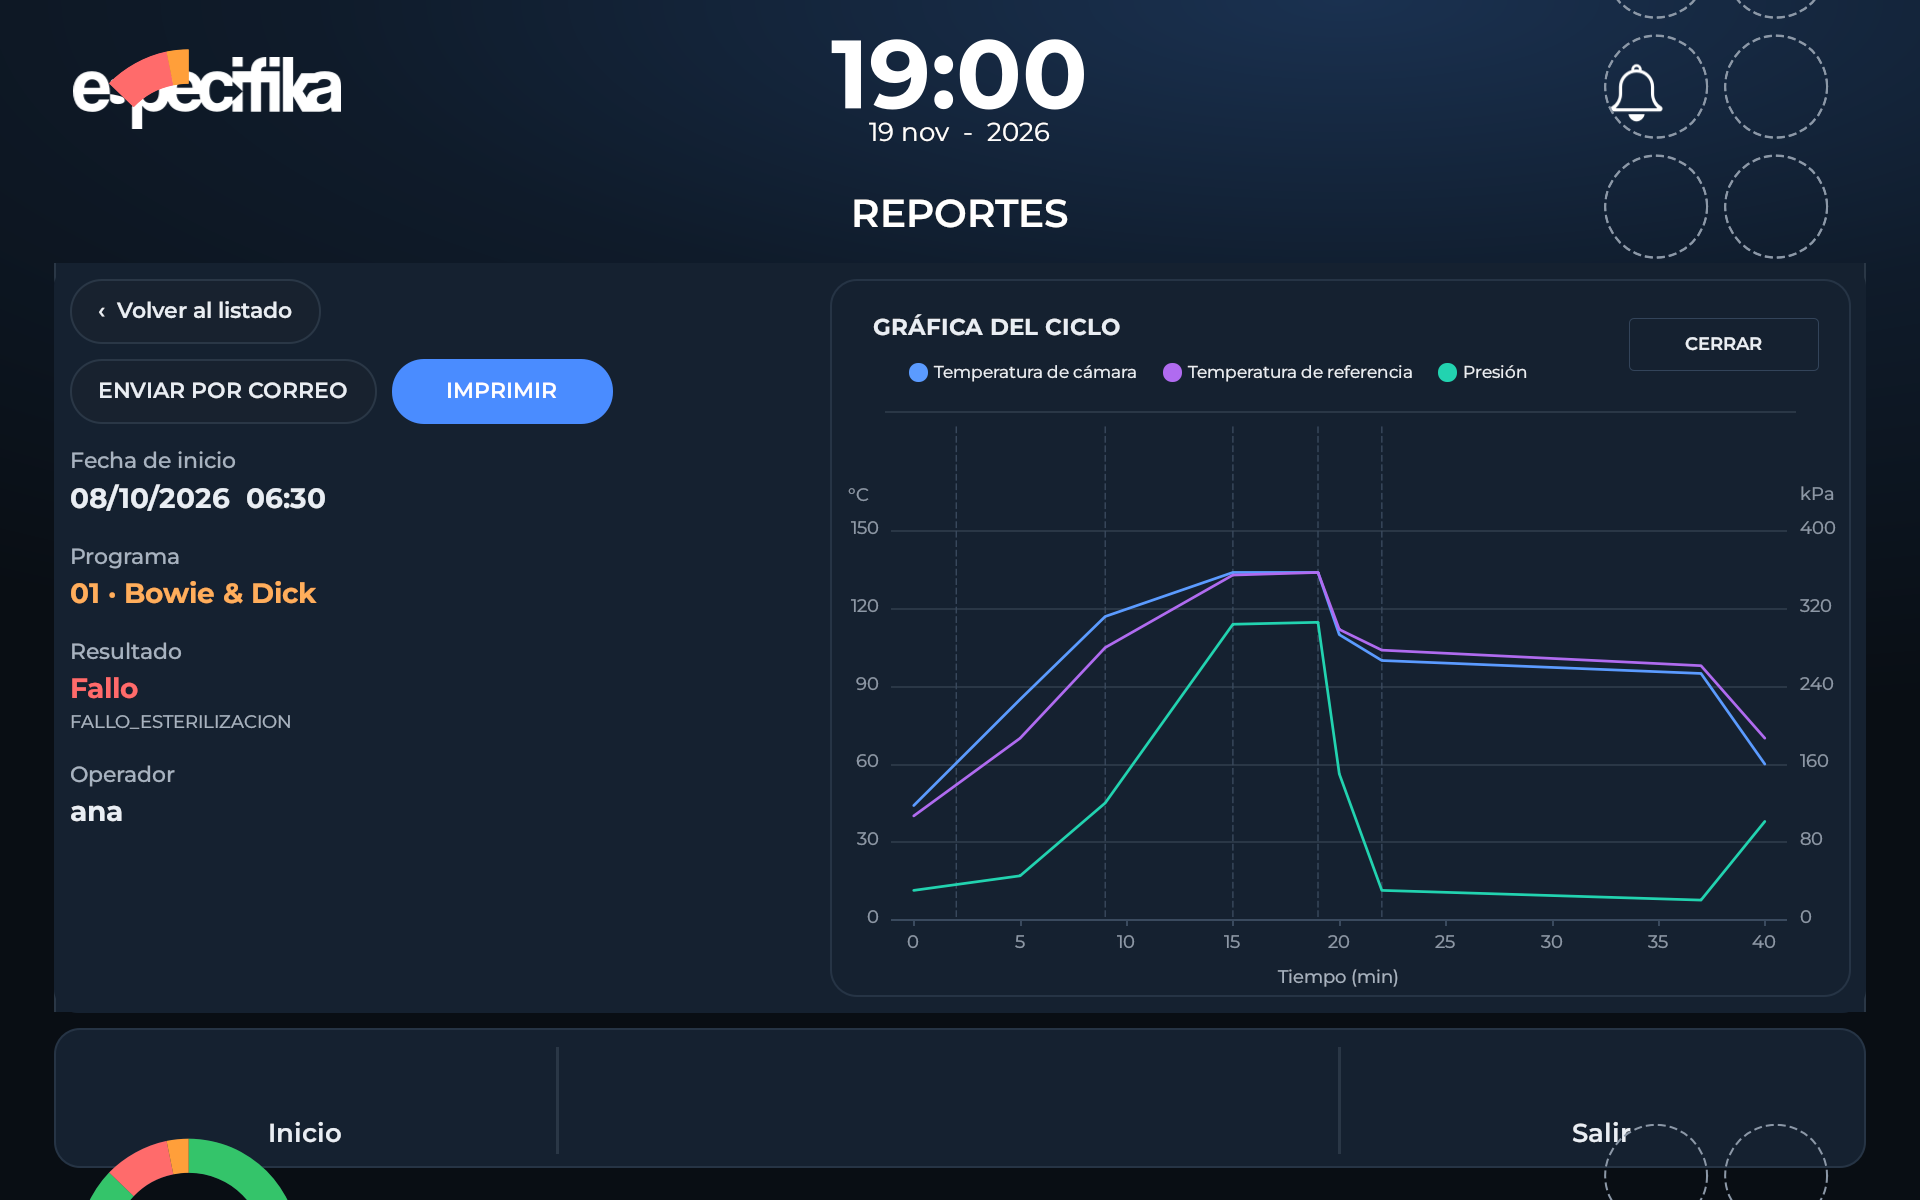 e-pecifika
19:00
19 nov - 2026
REPORTES
‹ Volver al listado
ENVIAR POR CORREO
IMPRIMIR
Fecha de inicio
08/10/2026 06:30
Programa
01 · Bowie & Dick
Resultado
Fallo
FALLO_ESTERILIZACION
Operador
ana
GRÁFICA DEL CICLO
CERRAR
Temperatura de cámara
Temperatura de referencia
Presión
°C
kPa
150
400
120
320
90
240
60
160
30
80
0
0
0 5 10 15 20 25 30 35 40
Tiempo (min)
Inicio
Salir